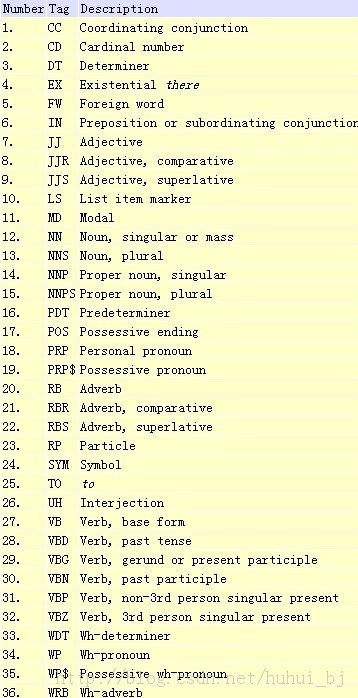 Number Tag Description
1. CC Coordinating conjunction
2. CD Cardinal number
3. DT Determiner
4. EX Existential there
5. FW Foreign word
6. IN Preposition or subordinating conjunction
7. JJ Adjective
8. JJR Adjective, comparative
9. JJS Adjective, superlative
10. LS List item marker
11. MD Modal
12. NN Noun, singular or mass
13. NNS Noun, plural
14. NNP Proper noun, singular
15. NNPS Proper noun, plural
16. PDT Predeterminer
17. POS Possessive ending
18. PRP Personal pronoun
19. PRP$ Possessive pronoun
20. RB Adverb
21. RBR Adverb, comparative
22. RBS Adverb, superlative
23. RP Particle
24. SYM Symbol
25. TO to
26. UH Interjection
27. VB Verb, base form
28. VBD Verb, past tense
29. VBG Verb, gerund or present participle
30. VBN Verb, past participle
31. VBP Verb, non-3rd person singular present
32. VBZ Verb, 3rd person singular present
33. WDT Wh-determiner
34. WP Wh-pronoun
35. WP$ Possessive wh-pronoun
http://blog.csdn.net/huhui_bj
36. WRB Wh-adverb